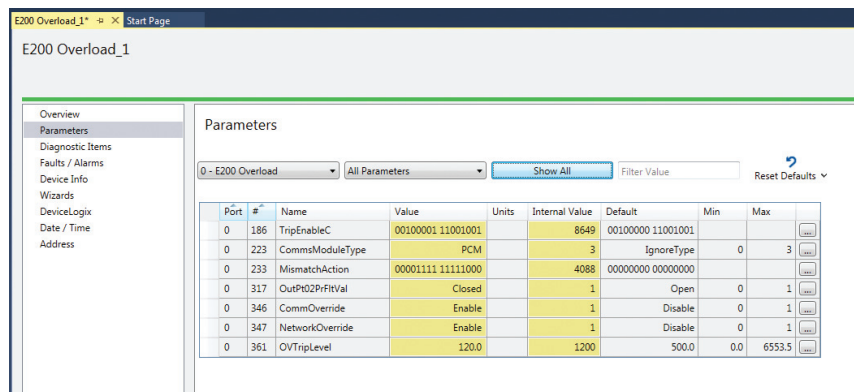 E200 Overload_1* Start Page
E200 Overload_1
Overview
Parameters
Diagnostic Items
Faults / Alarms
Device Info
Wizards
DeviceLogix
Date / Time
Address
Parameters
0 - E200 Overload All Parameters Show All Filter Value Reset Defaults
Port # Name Value Units Internal Value Default Min Max
0 186 TripEnableC 00100001 11001001 8649 00100000 11001001 ...
0 223 CommsModuleType PCM 3 IgnoreType 0 3 ...
0 233 MismatchAction 00001111 11111000 4088 00000000 00000000 ...
0 317 OutPt02PrFltVal Closed 1 Open 0 1 ...
0 346 CommOverride Enable 1 Disable 0 1 ...
0 347 NetworkOverride Enable 1 Disable 0 1 ...
0 361 OVTripLevel 120.0 1200 500.0 0.0 6553.5 ...